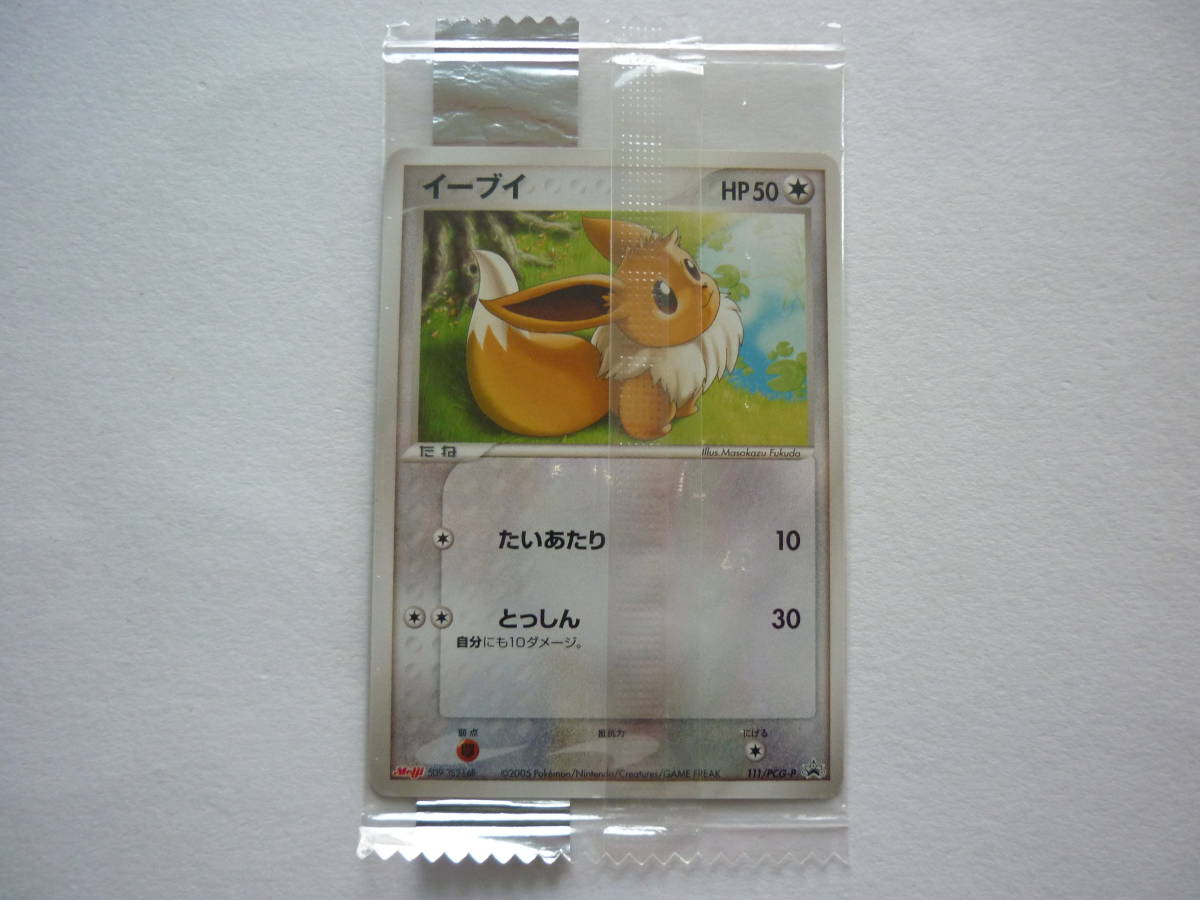 イーブイ HP50
たね Illus. Masakazu Fukuda
たいあたり 10
とっしん 30
自分にも10ダメージ。
弱点 抵抗力 にげる
Meiji ©2005 Pokémon/Nintendo/Creatures/GAME FREAK 111/PCG-P